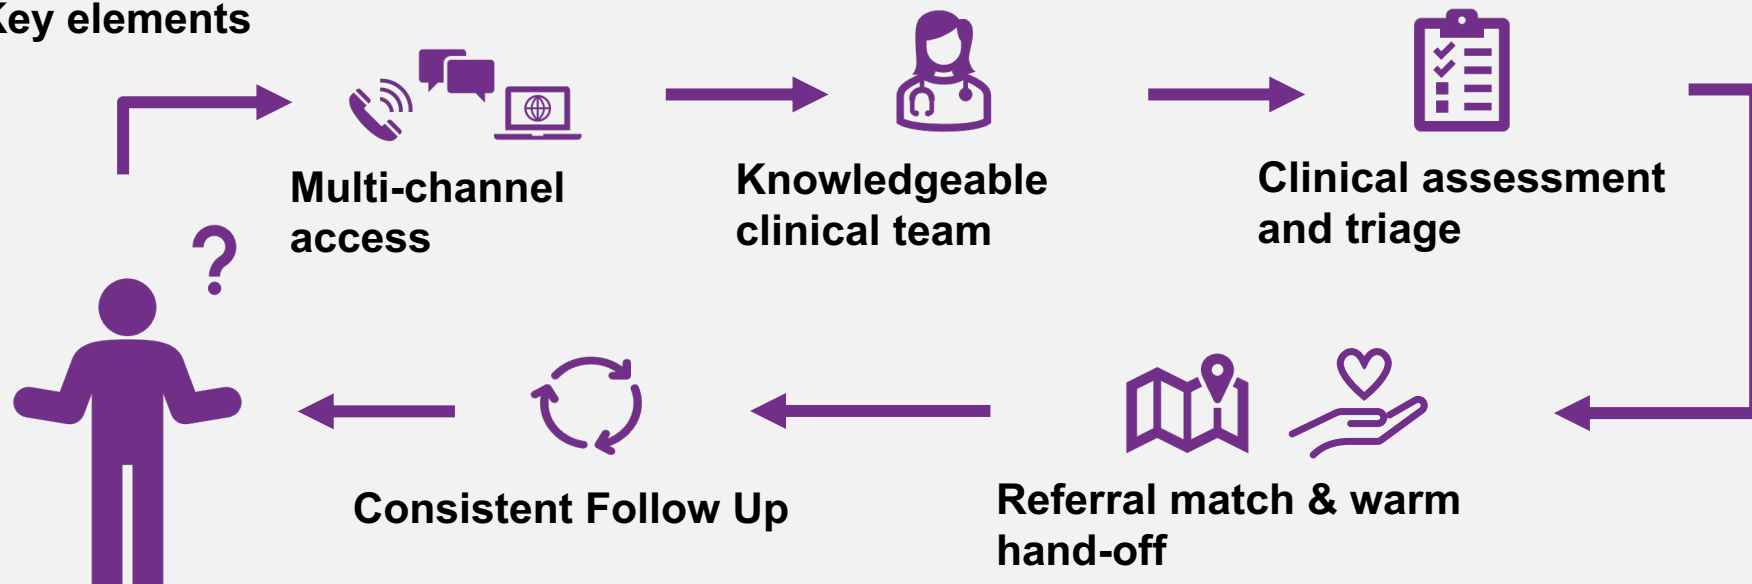 Key elements
Multi-channel
access
Knowledgeable
clinical team
Clinical assessment
and triage
?
Consistent Follow Up
Referral match & warm
hand-off